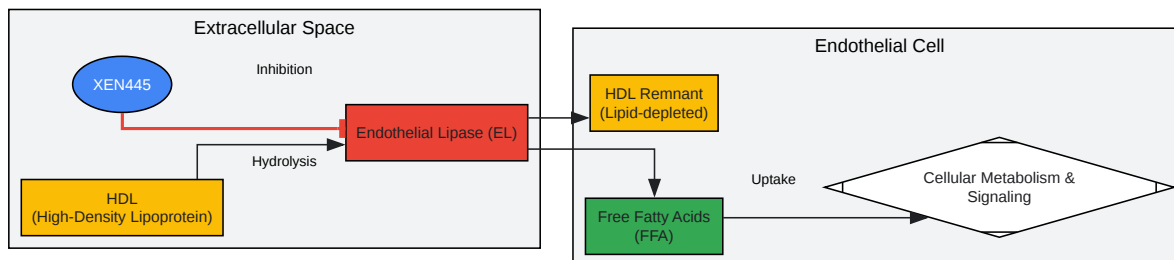 Extracellular Space
Inhibition
XEN445
Endothelial Lipase (EL)
Hydrolysis
HDL
(High-Density Lipoprotein)
Endothelial Cell
HDL Remnant
(Lipid-depleted)
Uptake
Cellular Metabolism &
Signaling
Free Fatty Acids
(FFA)